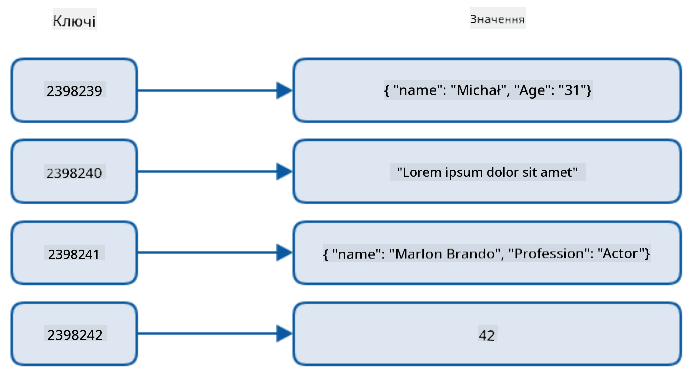 Ключі
Значення
2398239
{ "name": "Michał", "Age": "31"}
2398240
"Lorem ipsum dolor sit amet"
2398241
{ "name": "Marlon Brando", "Profession": "Actor"}
2398242
42